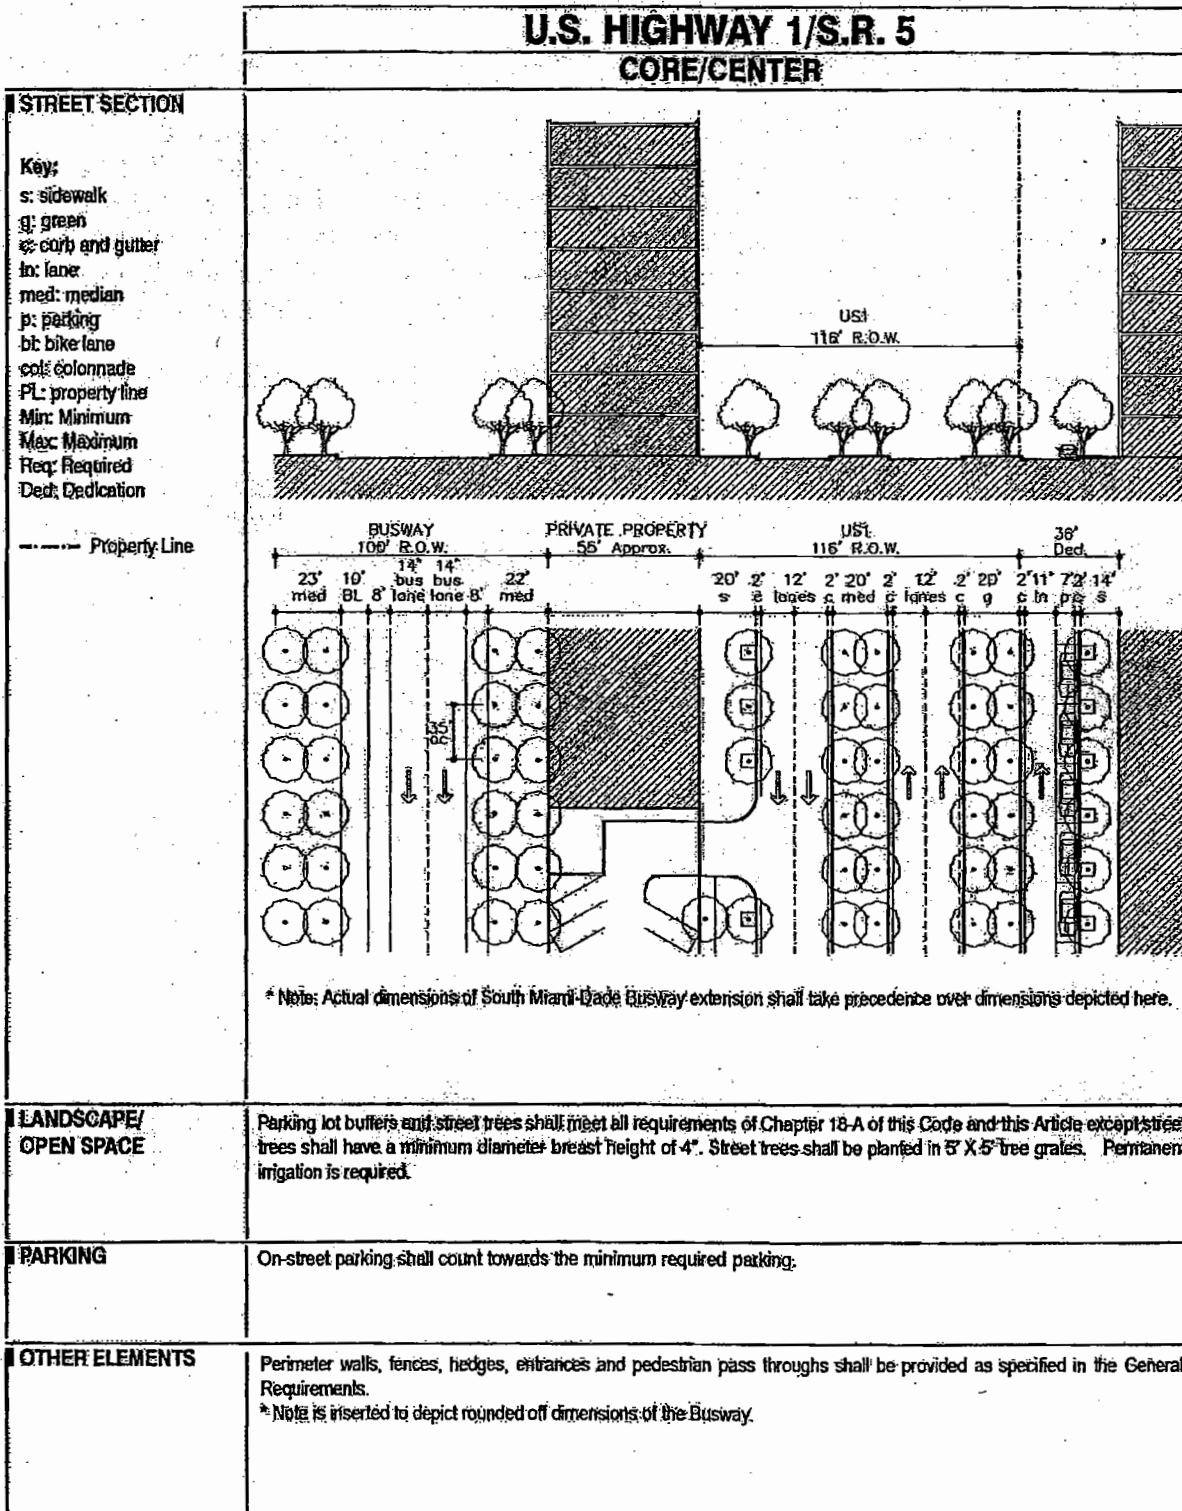 U.S. HIGHWAY 1/S.R. 5
CORE/CENTER
STREET SECTION
Key:
s: sidewalk
g: green
c: curb and gutter
ln: lane
med: median
p: parking
bl: bike lane
col: colonnade
PL: property line
Min: Minimum
Max: Maximum
Req: Required
Ded: Dedication
Property Line
US1
116' R.O.W.
BUSWAY PRIVATE PROPERTY US1 36'
100' R.O.W. 55' Approx. 116' R.O.W. Ded.
23' 10' 14' 14' 22' 20' 2' 12' 2' 20' 2' 12' 2' 20' 2' 11' 7' 2' 14'
med BL 8' bus lane bus lane 8' med s c lanes c med c lanes c g c ln p c s
* Note: Actual dimensions of South Miami-Dade Busway extension shall take precedence over dimensions depicted here.
LANDSCAPE/
OPEN SPACE
Parking lot buffers and street trees shall meet all requirements of Chapter 18-A of this Code and this Article except stree
trees shall have a minimum diameter breast height of 4". Street trees shall be planted in 5' X 5' tree grates. Permanen
irrigation is required.
PARKING
On-street parking shall count towards the minimum required parking.
OTHER ELEMENTS
Perimeter walls, fences, hedges, entrances and pedestrian pass throughs shall be provided as specified in the General
Requirements.
* Note is inserted to depict rounded off dimensions of the Busway.